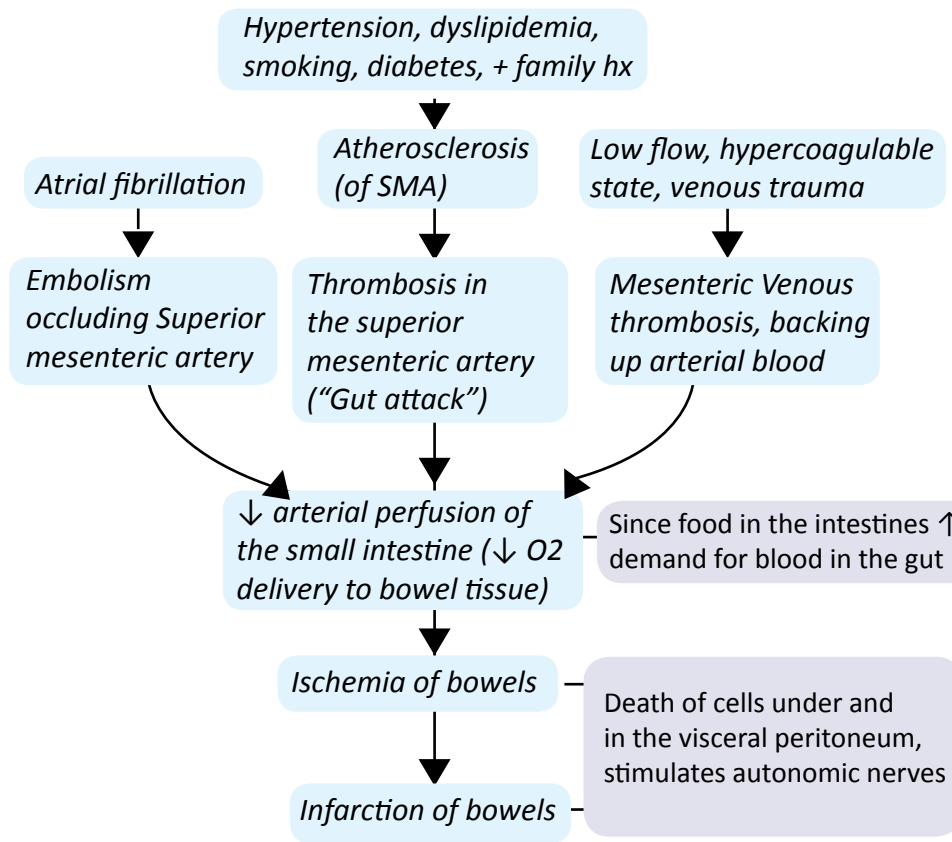 Hypertension, dyslipidemia,
smoking, diabetes, + family hx
Atherosclerosis
(of SMA)
Low flow, hypercoagulable
state, venous trauma
Atrial fibrillation
Embolism
occluding Superior
mesenteric artery
Thrombosis in
the superior
mesenteric artery
(“Gut attack”)
Mesenteric Venous
thrombosis, backing
up arterial blood
↓ arterial perfusion of
the small intestine (↓ O2
delivery to bowel tissue)
Since food in the intestines ↑
demand for blood in the gut
Ischemia of bowels
Death of cells under and
in the visceral peritoneum,
stimulates autonomic nerves
Infarction of bowels